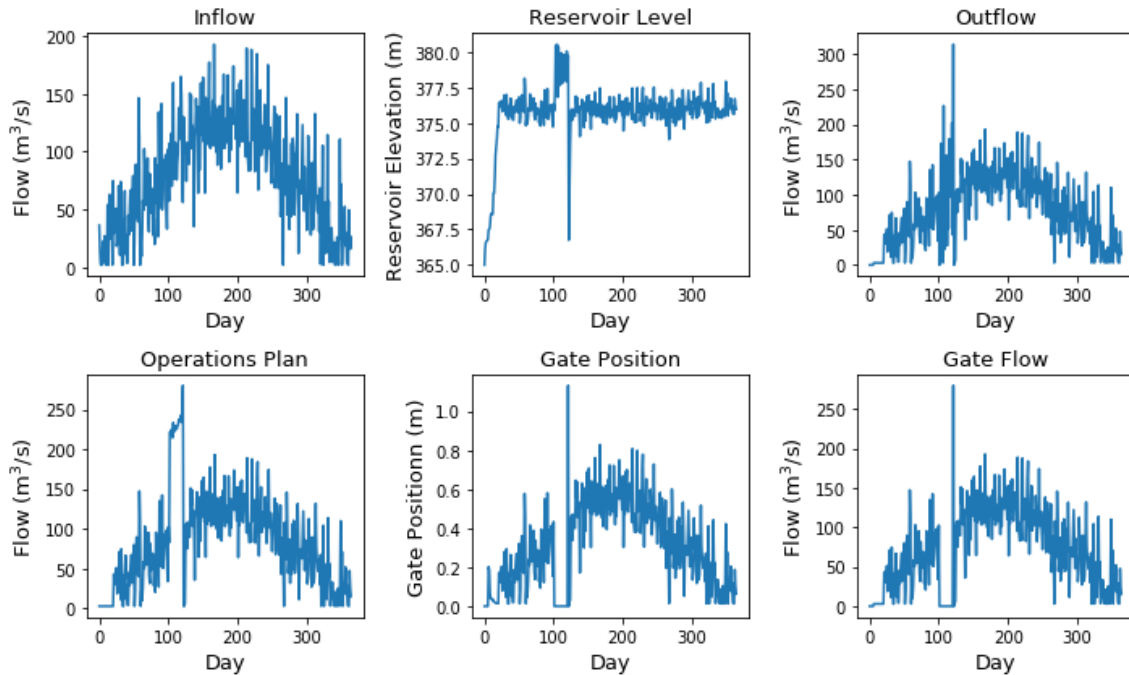 Inflow
Flow (m³/s)
200
150
100
50
0
0 100 200 300
Day
Reservoir Level
Reservoir Elevation (m)
380.0
377.5
375.0
372.5
370.0
367.5
365.0
0 100 200 300
Day
Outflow
Flow (m³/s)
300
250
200
150
100
50
0
0 100 200 300
Day
Operations Plan
Flow (m³/s)
250
200
150
100
50
0
0 100 200 300
Day
Gate Position
Gate Positionn (m)
1.0
0.8
0.6
0.4
0.2
0.0
0 100 200 300
Day
Gate Flow
Flow (m³/s)
250
200
150
100
50
0
0 100 200 300
Day